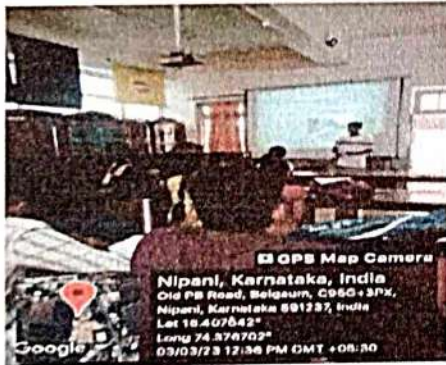 GPS Map Camera
Nipani, Karnataka, India
Old PB Road, Belgaum, C95G+3PX,
Nipani, Karnataka 591237, India
Lat 16.407642°
Long 74.376702°
03/03/23 12:36 PM GMT +05:30
Google